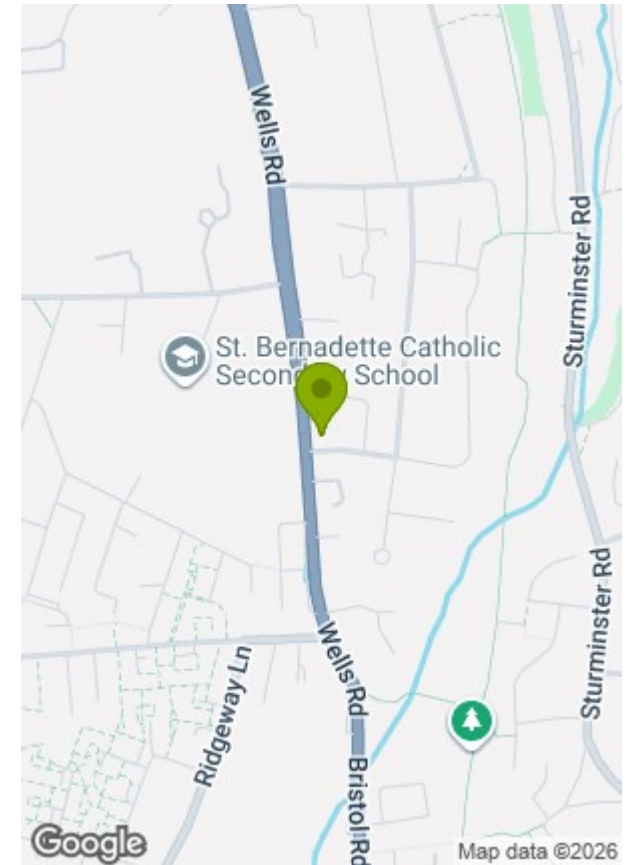 Wells Rd
Sturminster Rd
St. Bernadette Catholic
Secondary School
Sturminster Rd
Wells Rd
Ridgeway Ln
Bristol Rd
Google
Map data ©2026